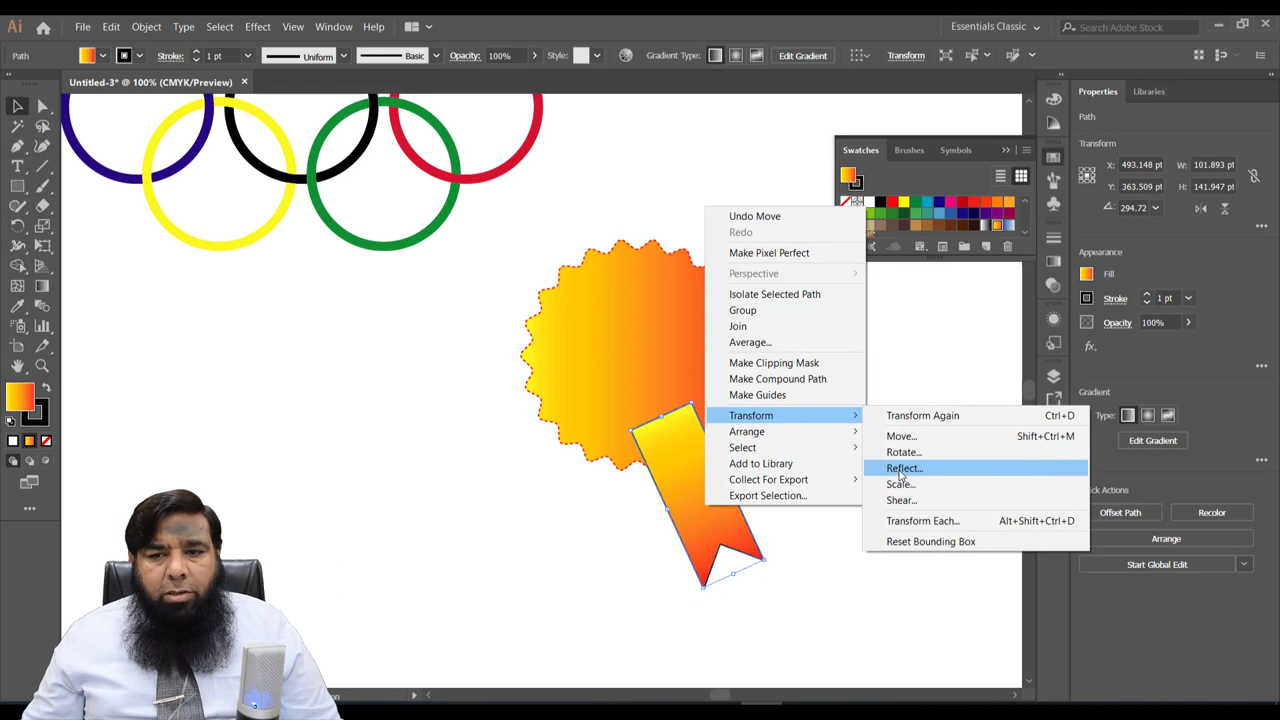 Ai File Edit Object Type Select Effect View Window Help Essentials Classic Search Adobe Stock
Path Stroke: 1 pt Uniform Basic Opacity: 100% Style: Gradient Type: Edit Gradient Transform
Untitled-3* @ 100% (CMYK/Preview)
Properties Libraries
Path
Transform
X: 493.148 pt W: 101.893 pt
Y: 363.509 pt H: 141.947 pt
294.72
Appearance
Fill
Stroke 1 pt
Opacity 100%
fx.
Gradient
Type:
Edit Gradient
Quick Actions
Offset Path Recolor
Arrange
Start Global Edit
Swatches Brushes Symbols
Undo Move
Redo
Make Pixel Perfect
Perspective
Isolate Selected Path
Group
Join
Average...
Make Clipping Mask
Make Compound Path
Make Guides
Transform
Arrange
Select
Add to Library
Collect For Export
Export Selection...
Transform Again Ctrl+D
Move... Shift+Ctrl+M
Rotate...
Reflect...
Scale...
Shear...
Transform Each... Alt+Shift+Ctrl+D
Reset Bounding Box